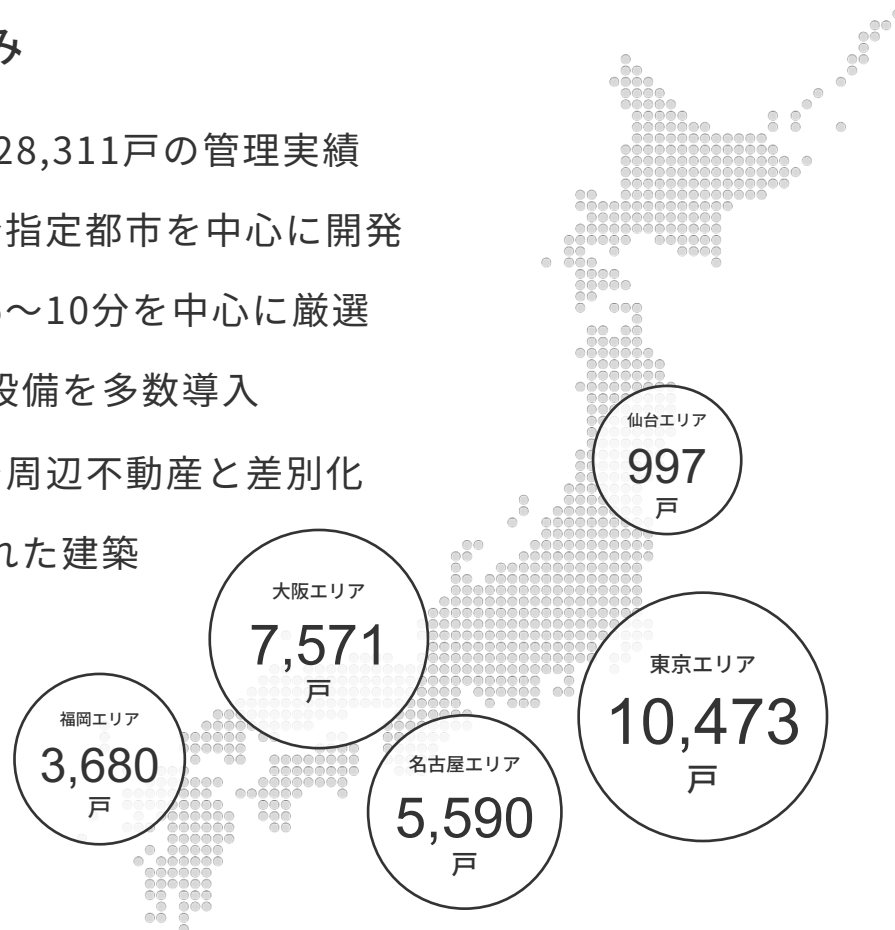 み
28,311戸の管理実績
指定都市を中心に開発
～10分を中心に厳選
設備を多数導入
周辺不動産と差別化
れた建築
仙台エリア
997
戸
大阪エリア
7,571
戸
東京エリア
10,473
戸
福岡エリア
3,680
戸
名古屋エリア
5,590
戸